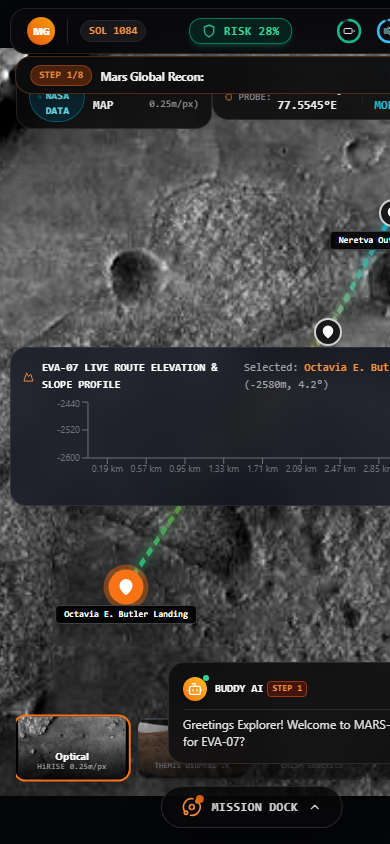 MG
SOL 1084
RISK 28%
STEP 1/8
Mars Global Recon:
NASA
DATA
MAP
0.25m/px)
PROBE:
77.5545°E
Neretva Out
EVA-07 LIVE ROUTE ELEVATION &
SLOPE PROFILE
Selected: Octavia E. But
(-2580m, 4.2°)
-2440
-2520
-2600
0.19 km 0.57 km 0.95 km 1.33 km 1.71 km 2.09 km 2.47 km 2.85 k
Octavia E. Butler Landing
BUDDY AI
STEP 1
Greetings Explorer! Welcome to MARS-
for EVA-07?
Optical
HiRISE 0.25m/px
THEMIS Diurnal IR
MISSION DOCK